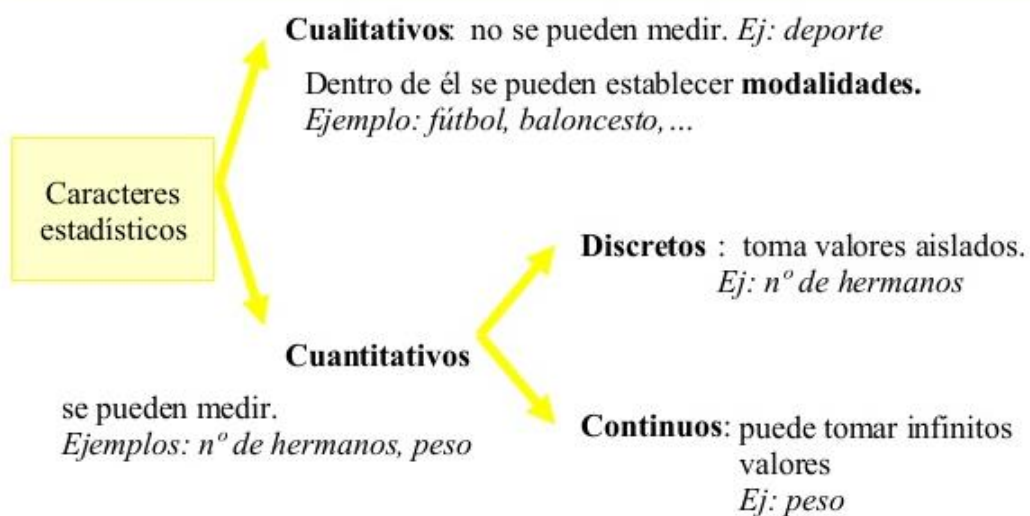 Cualitativos: no se pueden medir. Ej: deporte
Dentro de él se pueden establecer modalidades.
Ejemplo: fútbol, baloncesto,...
Caracteres
estadísticos
Cuantitativos
se pueden medir.
Ejemplos: nº de hermanos, peso
Discretos : toma valores aislados.
Ej: nº de hermanos
Continuos: puede tomar infinitos
valores
Ej: peso